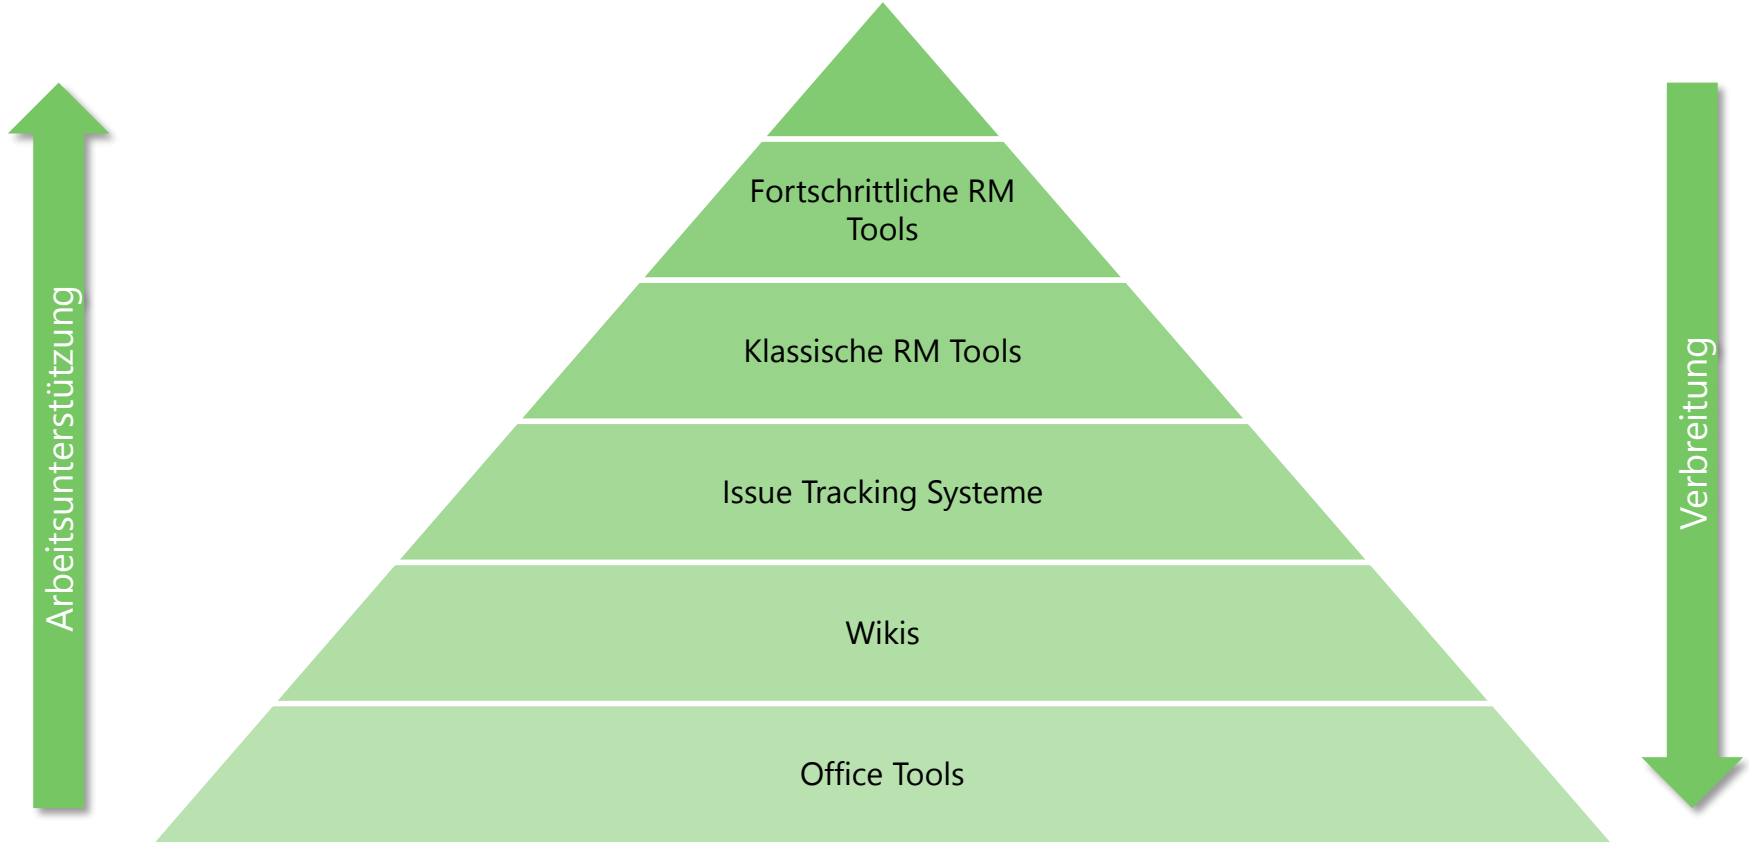 Fortschrittliche RM
Tools
Klassische RM Tools
Issue Tracking Systeme
Wikis
Office Tools
Arbeitsunterstützung
Verbreitung